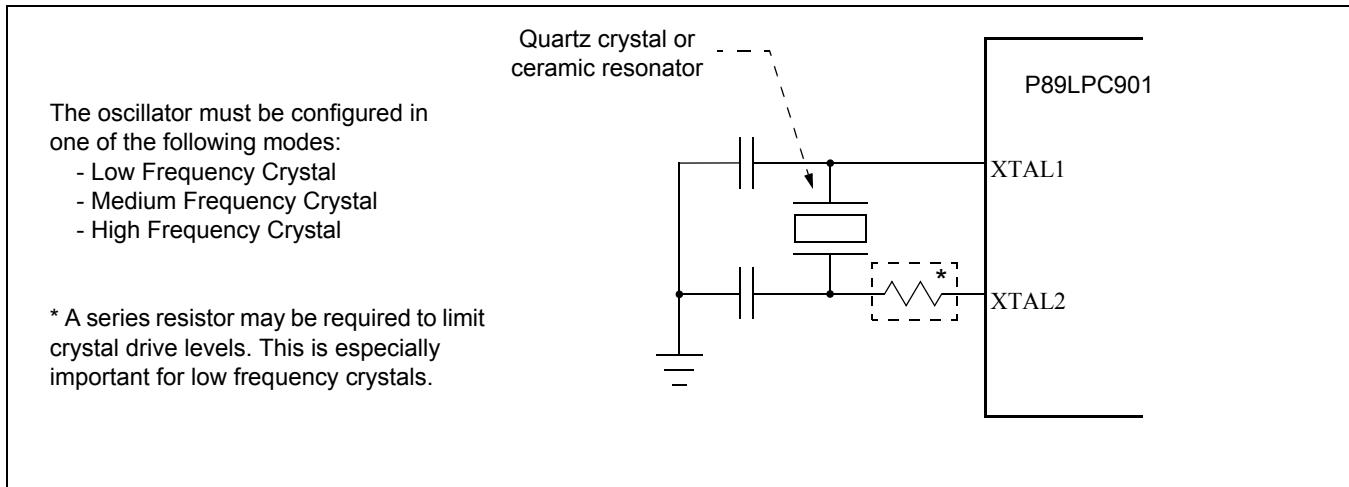 Quartz crystal or
ceramic resonator
P89LPC901
The oscillator must be configured in
one of the following modes:
- Low Frequency Crystal
- Medium Frequency Crystal
- High Frequency Crystal
XTAL1
*
XTAL2
* A series resistor may be required to limit
crystal drive levels. This is especially
important for low frequency crystals.